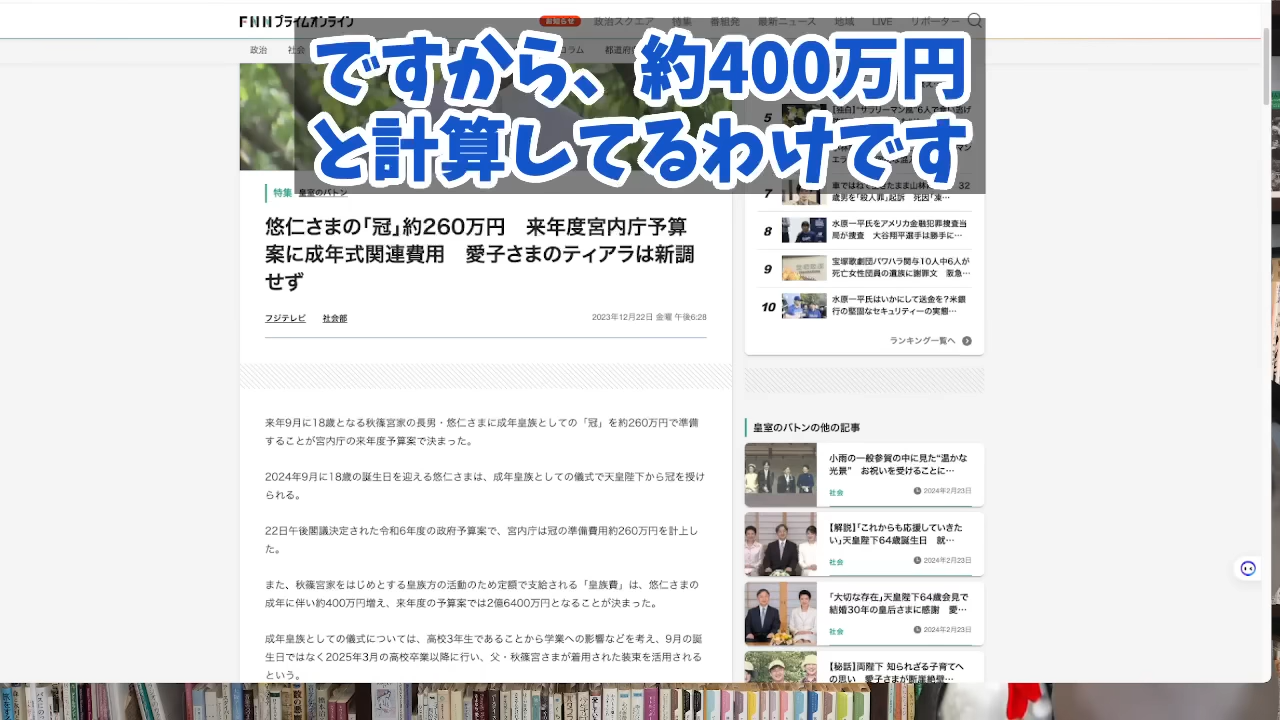 FNNプライムオンライン
お知らせ
政治スクエア 特集 番組発 最新ニュース 地域 LIVE リポーター
政治 社会 コラム
ですから、約400万円
と計算してるわけです
特集 皇室のバトン
悠仁さまの「冠」約260万円 来年度宮内庁予算
案に成年式関連費用 愛子さまのティアラは新調
せず
フジテレビ 社会部 2023年12月22日 金曜 午後6:28
来年9月に18歳となる秋篠宮家の長男・悠仁さまに成年皇族としての「冠」を約260万円で準備
することが宮内庁の来年度予算案で決まった。
2024年9月に18歳の誕生日を迎える悠仁さまは、成年皇族としての儀式で天皇陛下から冠を授け
られる。
22日午後閣議決定された令和6年度の政府予算案で、宮内庁は冠の準備費用約260万円を計上し
た。
また、秋篠宮家をはじめとする皇族方の活動のため定額で支給される「皇族費」は、悠仁さまの
成年に伴い約400万円増え、来年度の予算案では2億6400万円となることが決まった。
成年皇族としての儀式については、高校3年生であることから学業への影響などを考え、9月の誕
生日ではなく2025年3月の高校卒業以降に行い、父・秋篠宮さまが着用された装束を活用される
という。
5
7
歳男を「殺人罪」起訴 死因「凍…
8
水原一平氏をアメリカ金融犯罪捜査当
局が捜査 大谷翔平選手は勝手に…
9
宝塚歌劇団パワハラ関与10人中6人が
死亡女性団員の遺族に謝罪文 阪急…
10
水原一平氏はいかにして送金を?米銀
行の堅固なセキュリティーの実態…
ランキング一覧へ
皇室のバトンの他の記事
小雨の一般参賀の中に見た“温かな
光景” お祝いを受けることに…
社会 2024年2月23日
【解説】「これからも応援していきた
い」天皇陛下64歳誕生日 就…
社会 2024年2月23日
「大切な存在」天皇陛下64歳会見で
結婚30年の皇后さまに感謝 愛…
社会 2024年2月23日
【秘話】両陛下 知られざる子育てへ
の思い 愛子さまが断崖絶壁…